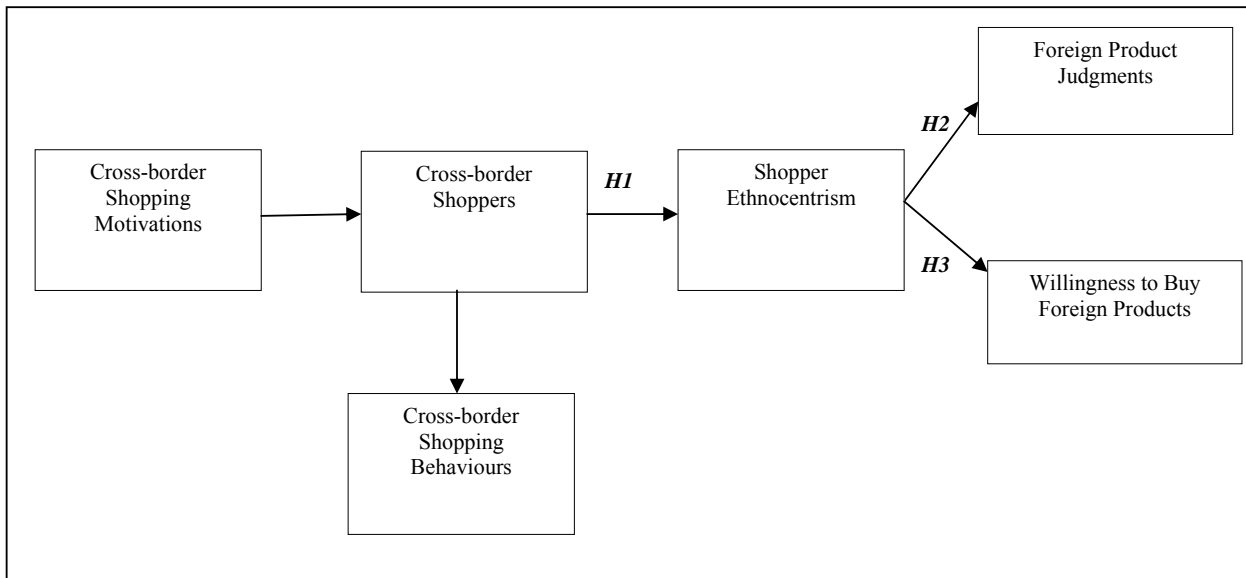 Foreign Product
Judgments
H2
Cross-border
Shopping
Motivations
Cross-border
Shoppers
H1
Shopper
Ethnocentrism
H3
Willingness to Buy
Foreign Products
Cross-border
Shopping
Behaviours